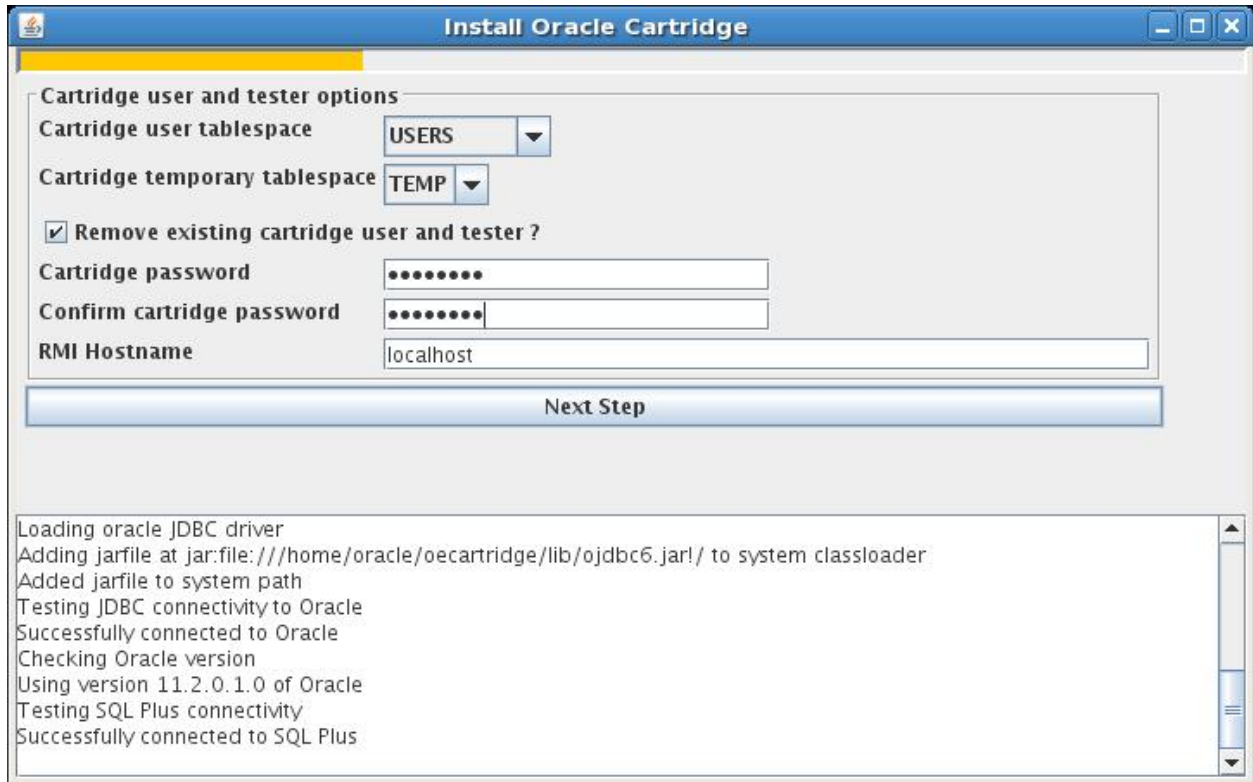 Install Oracle Cartridge
Cartridge user and tester options
Cartridge user tablespace USERS
Cartridge temporary tablespace TEMP
Remove existing cartridge user and tester ?
Cartridge password ••••••••
Confirm cartridge password ••••••••
RMI Hostname localhost
Next Step
Loading oracle JDBC driver
Adding jarfile at jar:file:///home/oracle/oecartridge/lib/ojdbc6.jar!/ to system classloader
Added jarfile to system path
Testing JDBC connectivity to Oracle
Successfully connected to Oracle
Checking Oracle version
Using version 11.2.0.1.0 of Oracle
Testing SQL Plus connectivity
Successfully connected to SQL Plus